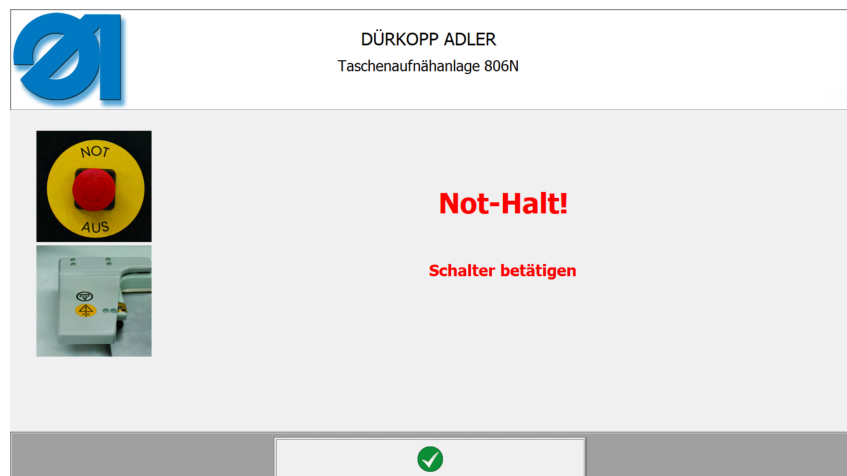 DÜRKOPP ADLER
Taschenaufnähanlage 806N
NOT
AUS
Not-Halt!
Schalter betätigen